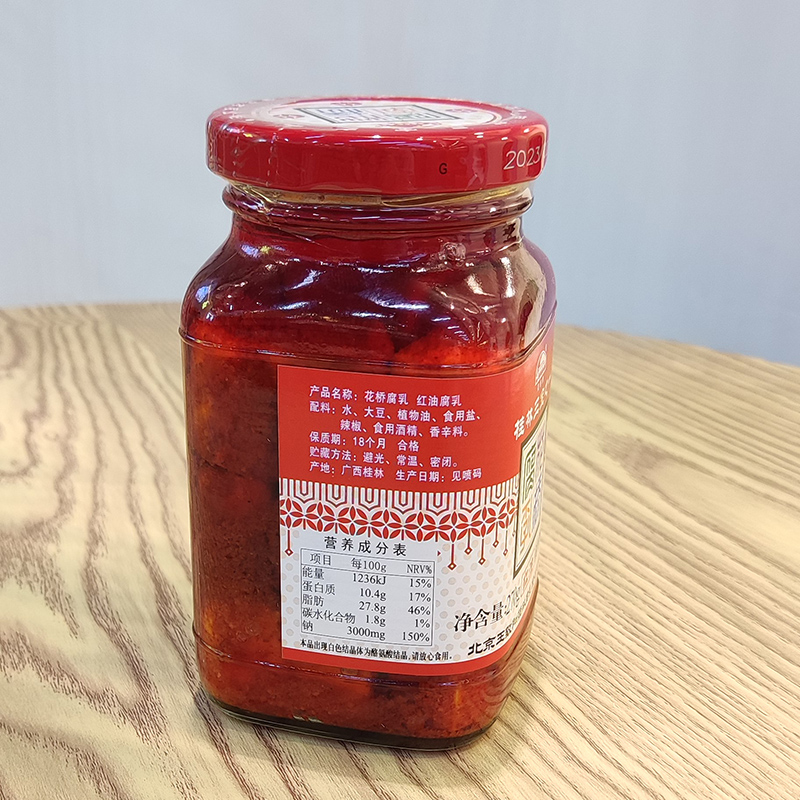 G
2023
产品名称：花桥腐乳 红油腐乳
配料：水、大豆、植物油、食用盐、
辣椒、食用酒精、香辛料。
保质期：18个月 合格
贮藏方法：避光、常温、密闭。
产地：广西桂林 生产日期：见喷码
营养成分表
项目 每100g NRV%
能量 1236kJ 15%
蛋白质 10.4g 17%
脂肪 27.8g 46%
碳水化合物 1.8g 1%
钠 3000mg 150%
本品出现白色结晶体为酪氨酸结晶，请放心食用。
桂林
净含量
北京王